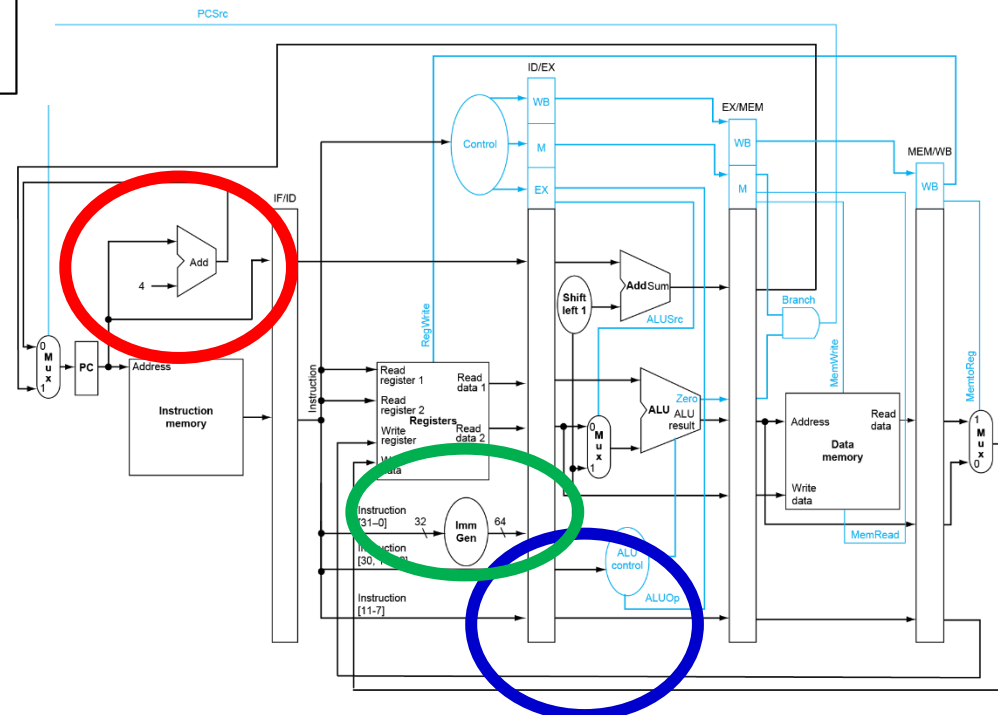 PCSrc
ID/EX
WB
EX/MEM
Control
M
WB
MEM/WB
EX
M
WB
IF/ID
Add
4
Add Sum
Shift
left 1
ALUSrc
Branch
RegWrite
MemWrite
MemtoReg
0
M
u
x
1
PC
Address
Instruction
memory
Instruction
Read
register 1
Read
data 1
Read
register 2
Registers
Write
register
Read
data 2
data
0
M
u
x
1
Zero
ALU
ALU
result
Address
Read
data
Data
memory
Write
data
1
M
u
x
0
MemRead
Instruction
[31–0]
32
Imm
Gen
64
[30,
ALU
control
ALUOp
Instruction
[11-7]